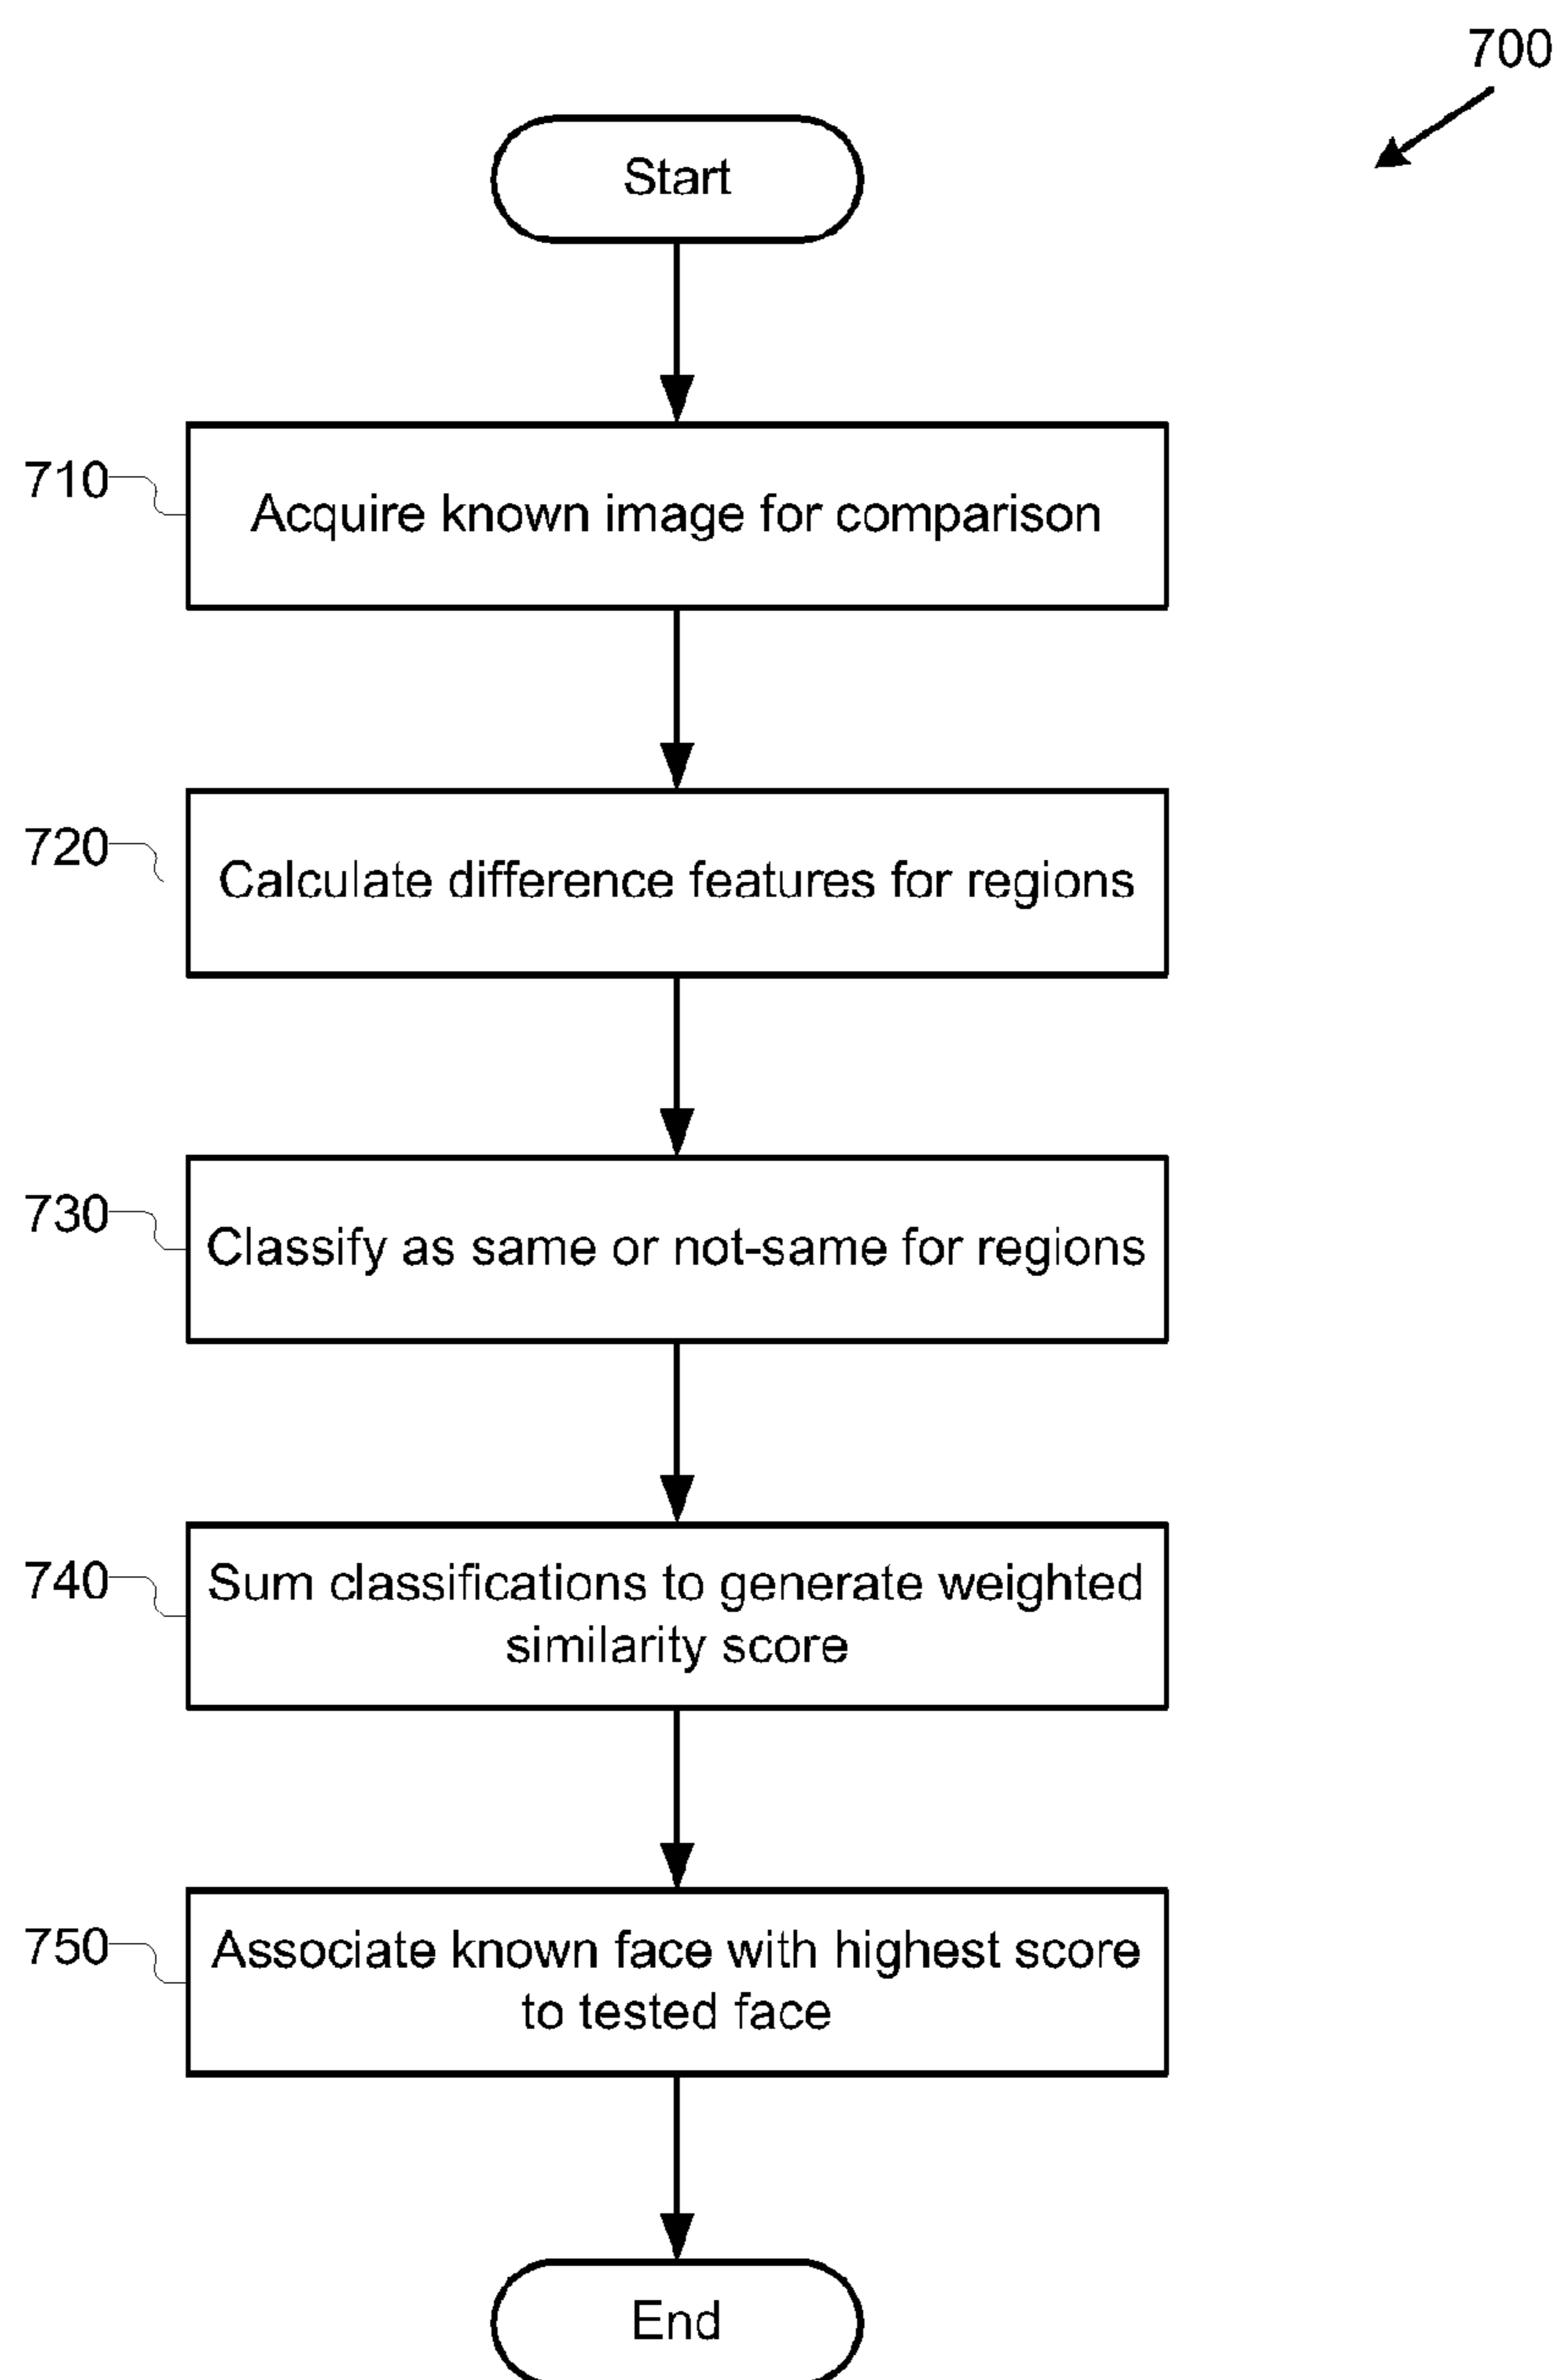 700
Start
710
Acquire known image for comparison
720
Calculate difference features for regions
730
Classify as same or not-same for regions
740
Sum classifications to generate weighted
similarity score
750
Associate known face with highest score
to tested face
End